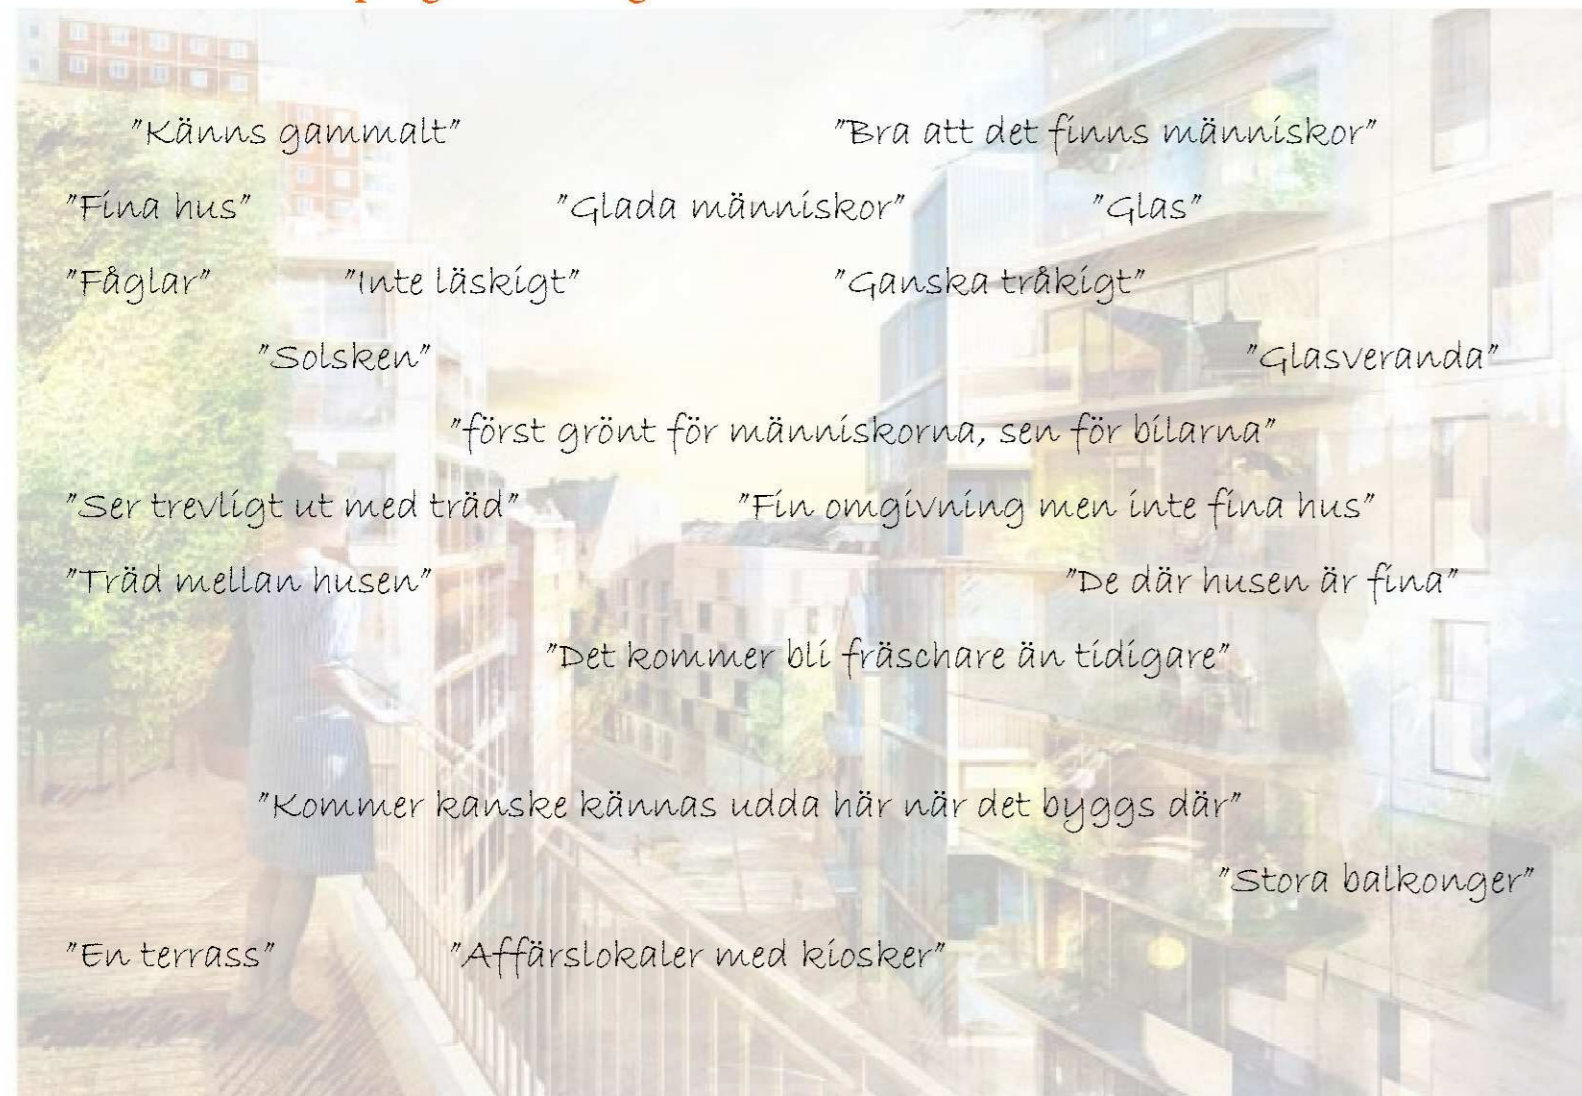 "Känns gammalt" "Bra att det finns människor"
"Fina hus" "Glada människor" "Glas"
"Fåglar" "Inte läskigt" "Ganska tråkigt"
"Solsken" "Glasveranda"
"först grönt för människorna, sen för bilarna"
"Ser trevligt ut med träd" "Fin omgivning men inte fina hus"
"Träd mellan husen" "De där husen är fina"
"Det kommer bli fräschare än tidigare"
"Kommer kanske kännas udda här när det byggs där"
"Stora balkonger"
"En terrass" "Affärslokaler med kiosker"